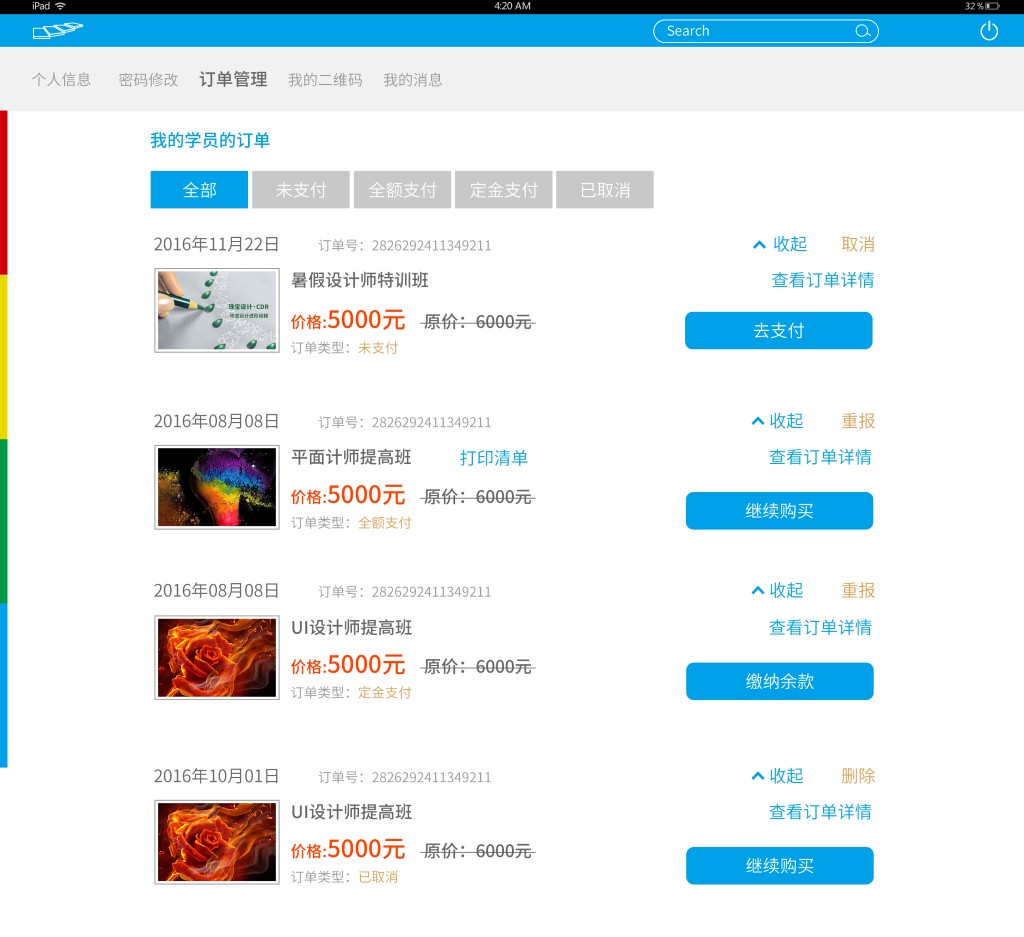 iPad 4:20 AM 32%
Search
个人信息 密码修改 订单管理 我的二维码 我的消息
我的学员的订单
全部 未支付 全额支付 定金支付 已取消
2016年11月22日 订单号：2826292411349211 收起 取消
暑假设计师特训班 查看订单详情
珠宝设计·CDR
价格:5000元 原价：6000元 去支付
订单类型：未支付
2016年08月08日 订单号：2826292411349211 收起 重报
平面计师提高班 打印清单 查看订单详情
价格:5000元 原价：6000元 继续购买
订单类型：全额支付
2016年08月08日 订单号：2826292411349211 收起 重报
UI设计师提高班 查看订单详情
价格:5000元 原价：6000元 缴纳余款
订单类型：定金支付
2016年10月01日 订单号：2826292411349211 收起 删除
UI设计师提高班 查看订单详情
价格:5000元 原价：6000元 继续购买
订单类型：已取消